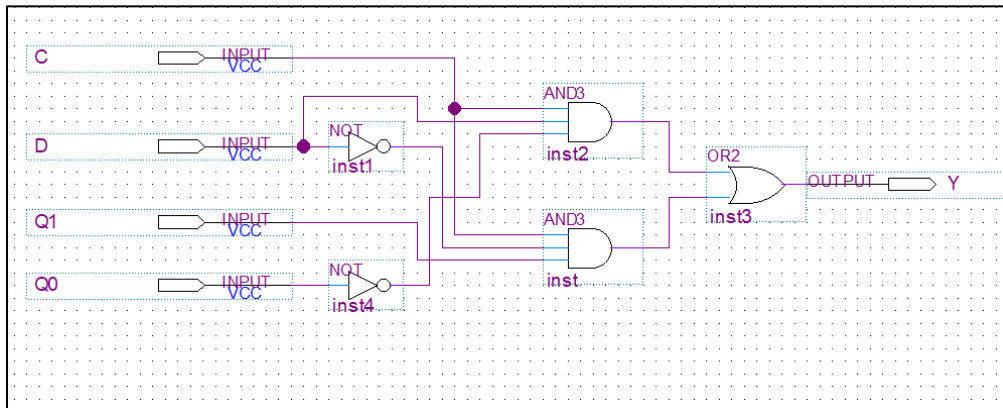 C
INPUT
VCC
AND3
inst2
D
INPUT
VCC
NOT
inst1
OR2
inst3
OUTPUT
Y
Q1
INPUT
VCC
AND3
inst
Q0
INPUT
VCC
NOT
inst4